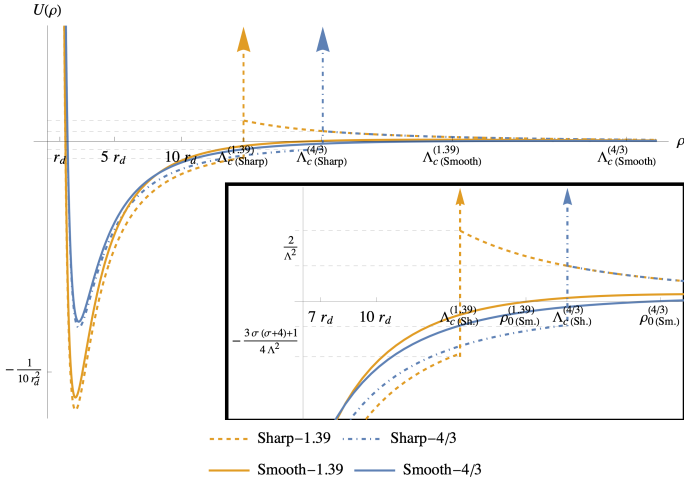 U(ρ)
ρ
r_d 5 r_d 10 r_d Λ_c (Sharp)^(1.39) Λ_c (Sharp)^(4/3) Λ_c (Smooth)^(1.39) Λ_c (Smooth)^(4/3)
−1/(10 r_d^2)
2/Λ^2
7 r_d 10 r_d Λ_c (Sh.)^(1.39) ρ_0 (Sm.)^(1.39) Λ_c (Sh.)^(4/3) ρ_0 (Sm.)^(4/3)
−(3 σ (σ+4)+1)/(4 Λ^2)
Sharp−1.39 Sharp−4/3
Smooth−1.39 Smooth−4/3